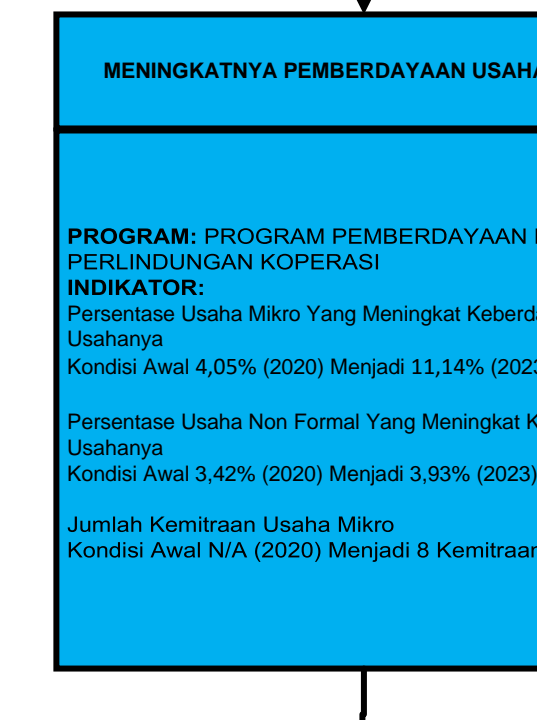 MENINGKATNYA PEMBERDAYAAN
PROGRAM: PROGRAM PEMBERDAYAAN
PERLINDUNGAN KOPERASI
INDIKATOR:
Persentase Usaha Mikro Yang Meningkat
Usahanya
Kondisi Awal 4,05% (2020) Menjadi 11,14%
Persentase Usaha Non Formal Yang Meningkat
Usahanya
Kondisi Awal 3,42% (2020) Menjadi 3,93% (2023)
Jumlah Kemitraan Usaha Mikro
Kondisi Awal N/A (2020) Menjadi 8 Kemitraan